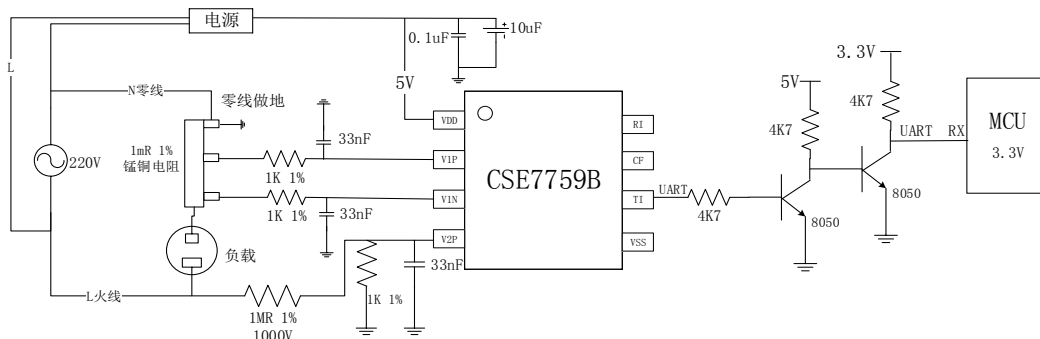 电源
0.1uF
10uF
L
5V
3.3V
N零线
零线做地
5V
4K7
MCU
3.3V
33nF
VDD
RI
4K7
1mR 1%
锰铜电阻
220V
V1P
CF
UART RX
1K 1%
CSE7759B
V1N
TI
UART
8050
1K 1%
33nF
4K7
8050
负载
V2P
VSS
33nF
L火线
1K 1%
1MR 1%
1000V